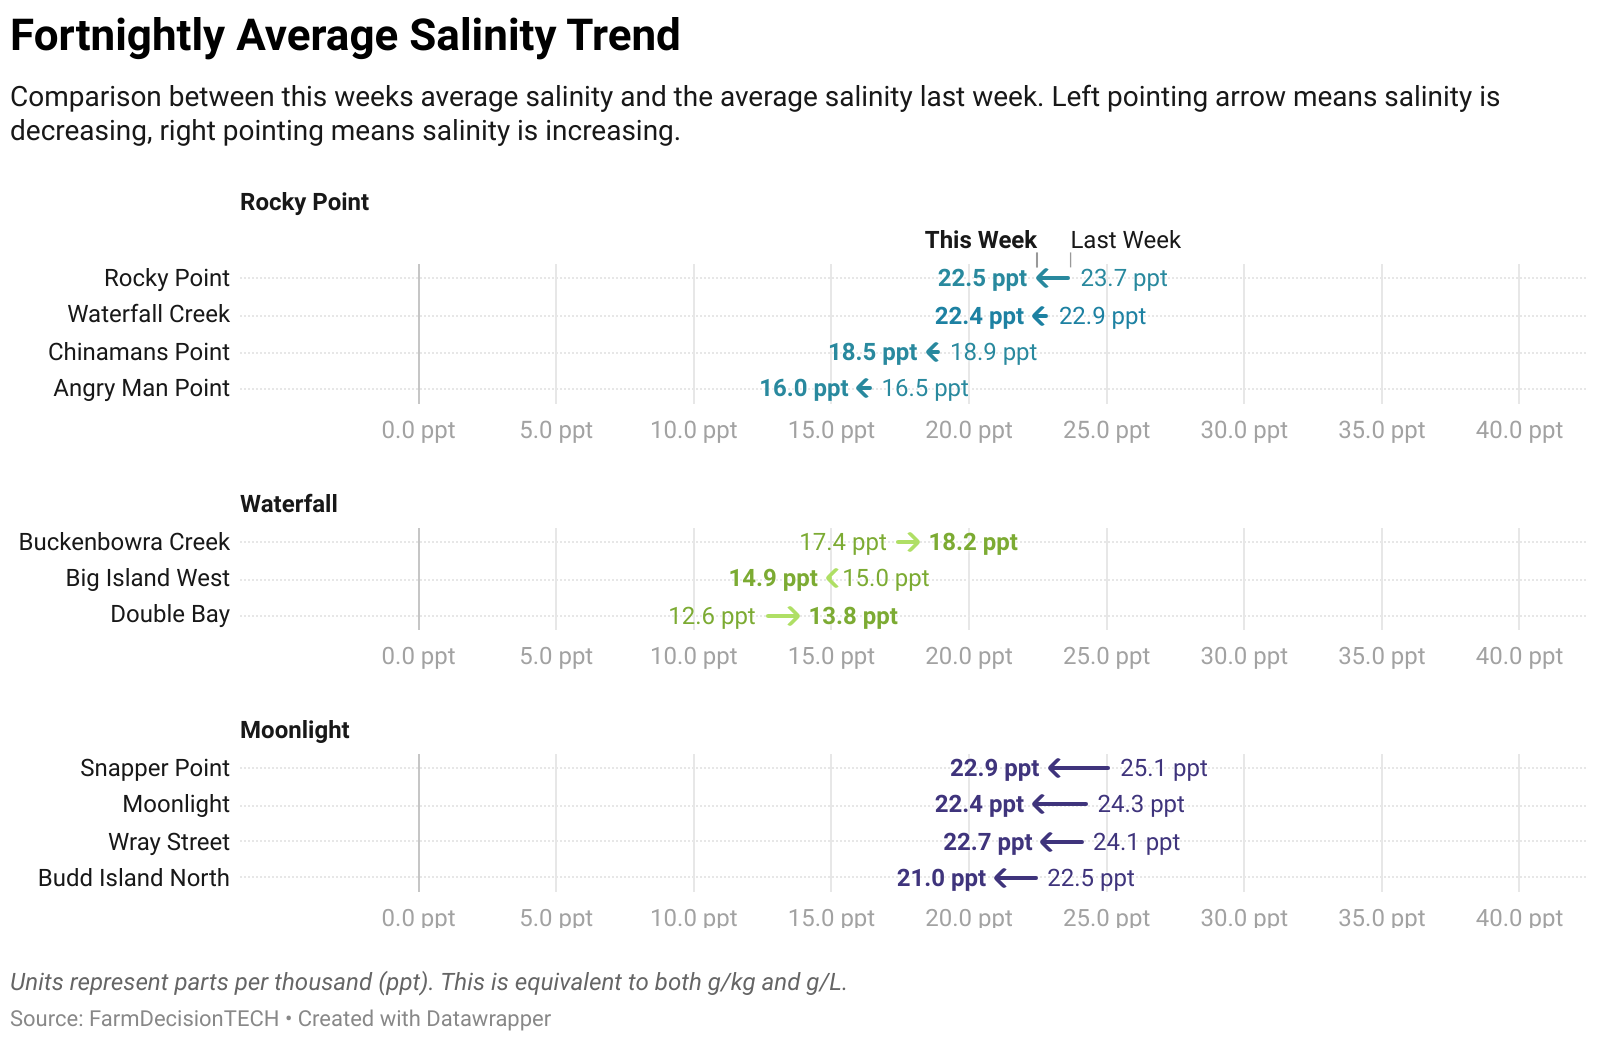 Fortnightly Average Salinity Trend
Comparison between this weeks average salinity and the average salinity last week. Left pointing arrow means salinity is
decreasing, right pointing means salinity is increasing.
Rocky Point
This Week Last Week
Rocky Point 22.5 ppt 23.7 ppt
Waterfall Creek 22.4 ppt 22.9 ppt
Chinamans Point 18.5 ppt 18.9 ppt
Angry Man Point 16.0 ppt 16.5 ppt
0.0 ppt 5.0 ppt 10.0 ppt 15.0 ppt 20.0 ppt 25.0 ppt 30.0 ppt 35.0 ppt 40.0 ppt
Waterfall
Buckenbowra Creek 17.4 ppt 18.2 ppt
Big Island West 14.9 ppt 15.0 ppt
Double Bay 12.6 ppt 13.8 ppt
0.0 ppt 5.0 ppt 10.0 ppt 15.0 ppt 20.0 ppt 25.0 ppt 30.0 ppt 35.0 ppt 40.0 ppt
Moonlight
Snapper Point 22.9 ppt 25.1 ppt
Moonlight 22.4 ppt 24.3 ppt
Wray Street 22.7 ppt 24.1 ppt
Budd Island North 21.0 ppt 22.5 ppt
0.0 ppt 5.0 ppt 10.0 ppt 15.0 ppt 20.0 ppt 25.0 ppt 30.0 ppt 35.0 ppt 40.0 ppt
Units represent parts per thousand (ppt). This is equivalent to both g/kg and g/L.
Source: FarmDecisionTECH • Created with Datawrapper